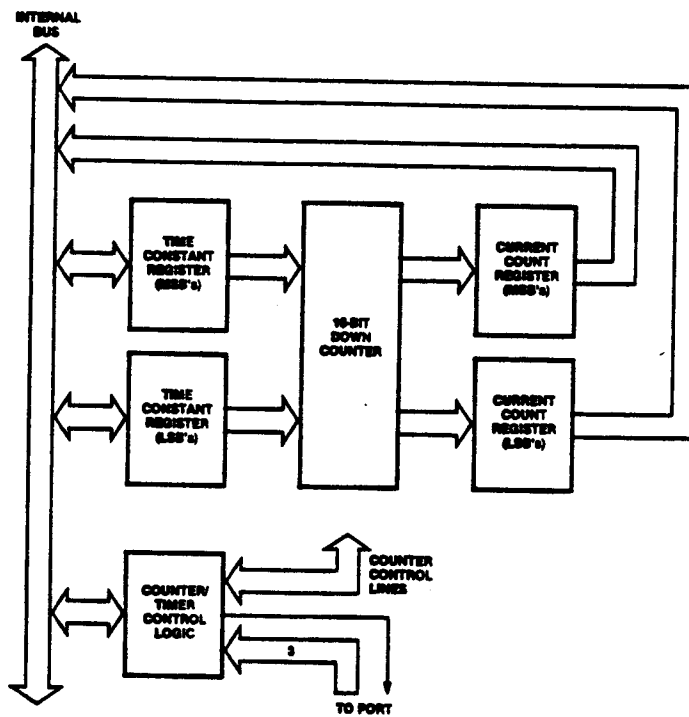 INTERNAL
BUS
TIME
CONSTANT
REGISTER
(MSB's)
16-BIT
DOWN
COUNTER
CURRENT
COUNT
REGISTER
(MSB's)
TIME
CONSTANT
REGISTER
(LSB's)
CURRENT
COUNT
REGISTER
(LSB's)
COUNTER/
TIMER
CONTROL
LOGIC
COUNTER
CONTROL
LINES
3
TO PORT